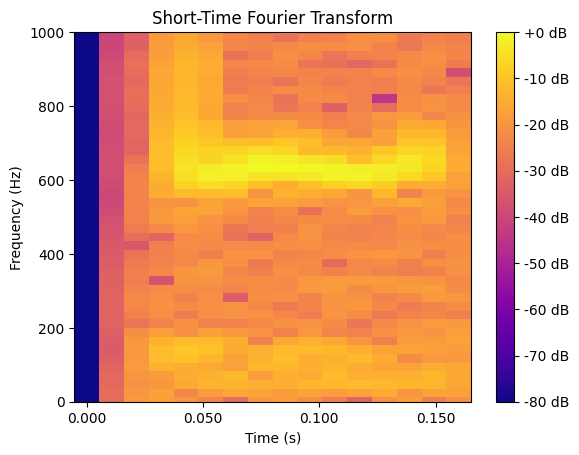 Short-Time Fourier Transform
1000
800
600
400
200
0
Frequency (Hz)
0.000
0.050
0.100
0.150
Time (s)
+0 dB
-10 dB
-20 dB
-30 dB
-40 dB
-50 dB
-60 dB
-70 dB
-80 dB